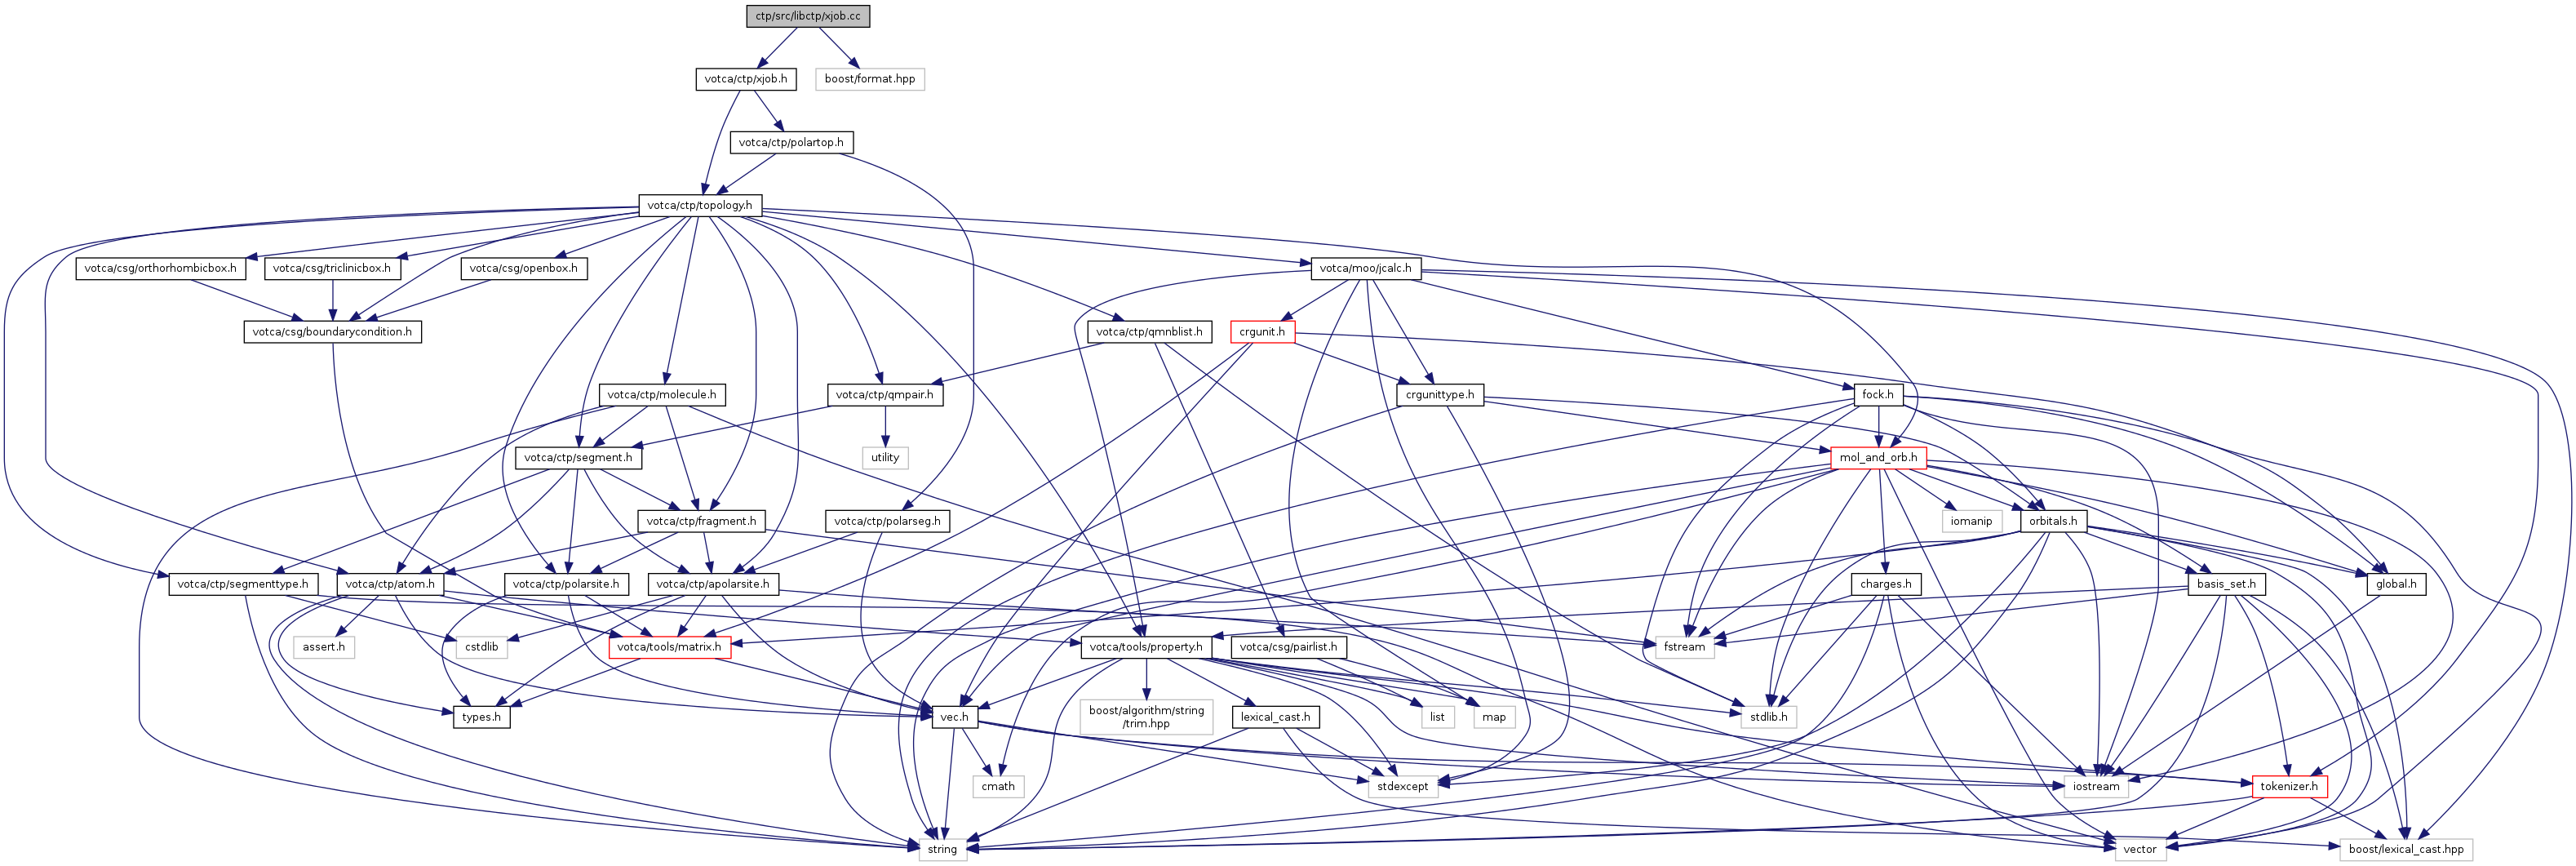 ctp/src/libctp/xjob.cc
votca/ctp/xjob.h
boost/format.hpp
votca/ctp/polartop.h
votca/ctp/topology.h
votca/csg/orthorhombicbox.h
votca/csg/triclinicbox.h
votca/csg/openbox.h
votca/moo/jcalc.h
votca/csg/boundarycondition.h
votca/ctp/qmnblist.h
crgunit.h
votca/ctp/molecule.h
votca/ctp/qmpair.h
crgunittype.h
fock.h
votca/ctp/segment.h
utility
mol_and_orb.h
votca/ctp/fragment.h
votca/ctp/polarseg.h
iomanip
orbitals.h
votca/ctp/segmenttype.h
votca/ctp/atom.h
votca/ctp/polarsite.h
votca/ctp/apolarsite.h
charges.h
basis_set.h
global.h
assert.h
cstdlib
votca/tools/matrix.h
votca/tools/property.h
votca/csg/pairlist.h
fstream
types.h
vec.h
boost/algorithm/string
/trim.hpp
lexical_cast.h
list
map
stdlib.h
cmath
stdexcept
iostream
tokenizer.h
string
vector
boost/lexical_cast.hpp